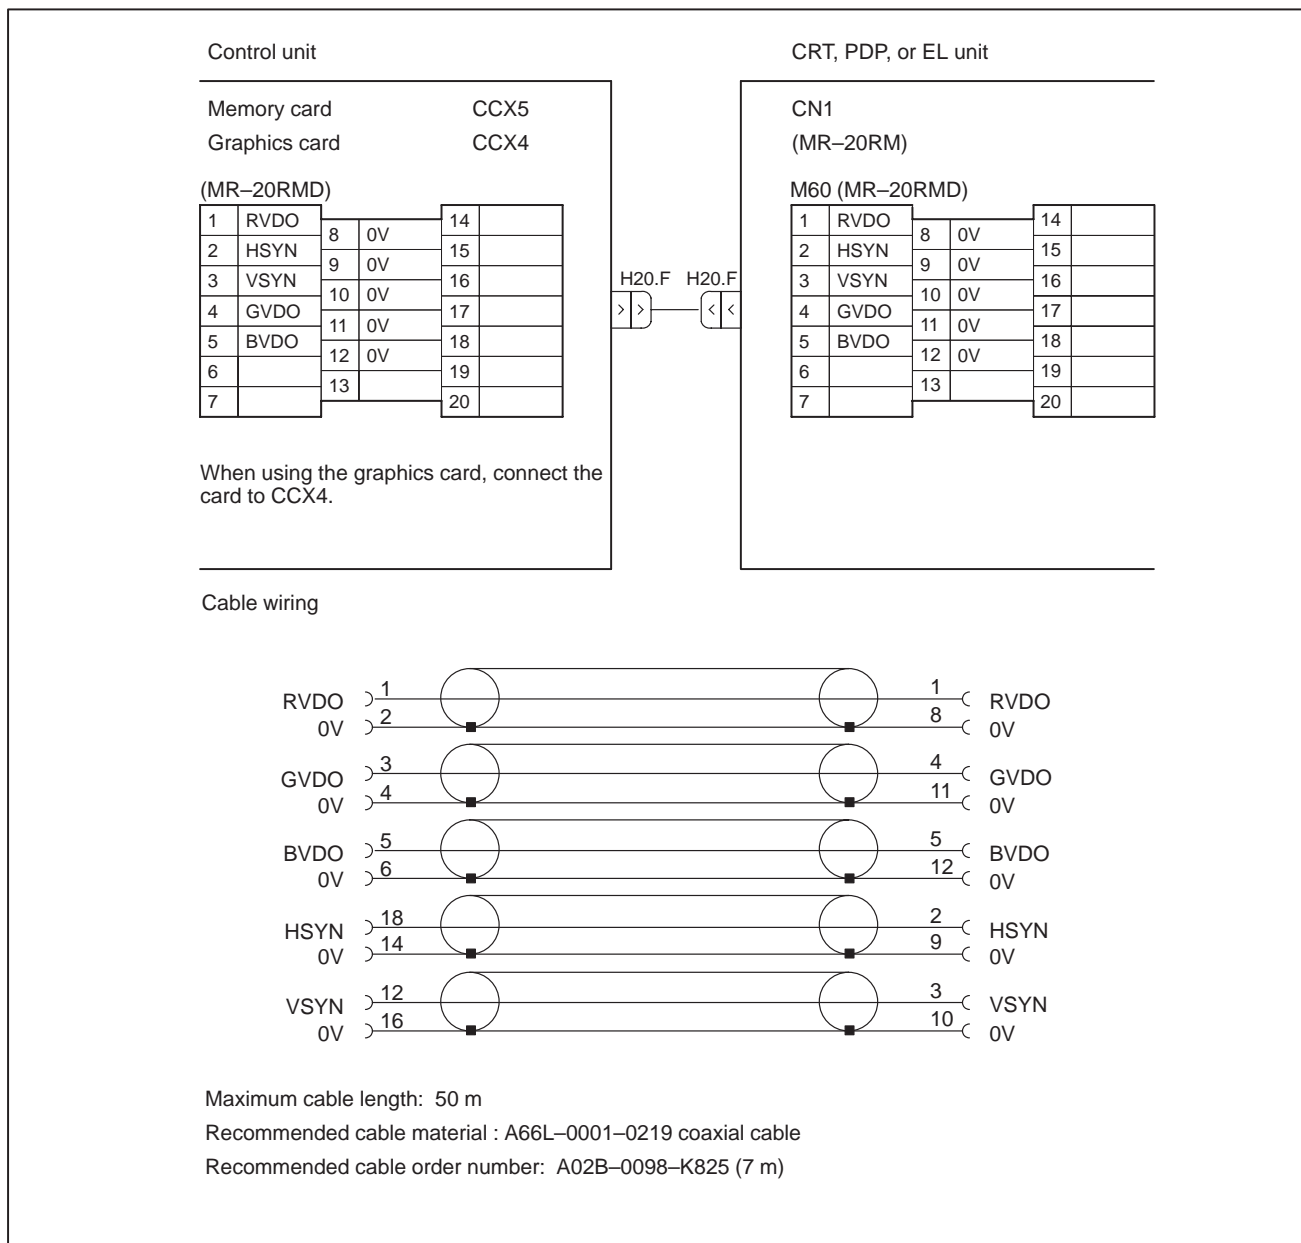 Control unit
CRT, PDP, or EL unit
Memory card CCX5
Graphics card CCX4
CN1
(MR–20RM)
(MR–20RMD)
1 RVDO 8 0V 14
2 HSYN 9 0V 15
3 VSYN 10 0V 16
4 GVDO 11 0V 17
5 BVDO 12 0V 18
6 13 19
7 20
H20.F H20.F
M60 (MR–20RMD)
1 RVDO 8 0V 14
2 HSYN 9 0V 15
3 VSYN 10 0V 16
4 GVDO 11 0V 17
5 BVDO 12 0V 18
6 13 19
7 20
When using the graphics card, connect the
card to CCX4.
Cable wiring
RVDO 1 1 RVDO
0V 2 8 0V
GVDO 3 4 GVDO
0V 4 11 0V
BVDO 5 5 BVDO
0V 6 12 0V
HSYN 18 2 HSYN
0V 14 9 0V
VSYN 12 3 VSYN
0V 16 10 0V
Maximum cable length: 50 m
Recommended cable material : A66L–0001–0219 coaxial cable
Recommended cable order number: A02B–0098–K825 (7 m)